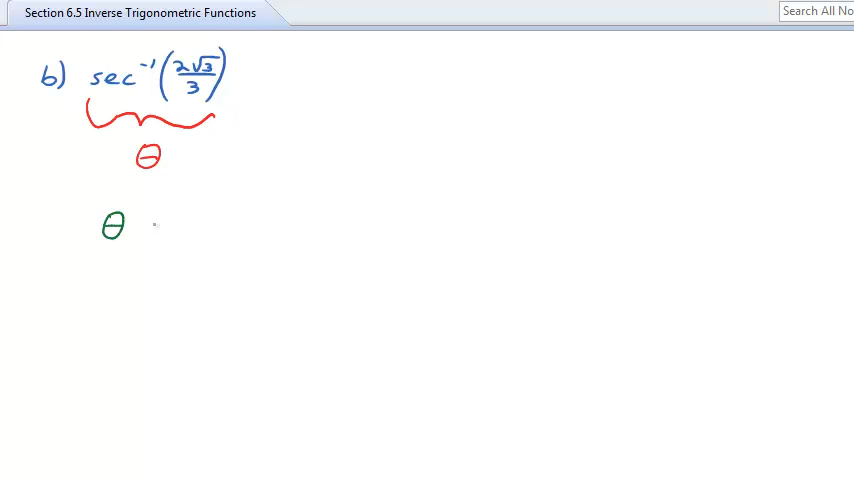 Section 6.5 Inverse Trigonometric Functions
Search All No
b) sec⁻¹(2√3/3)
θ
θ